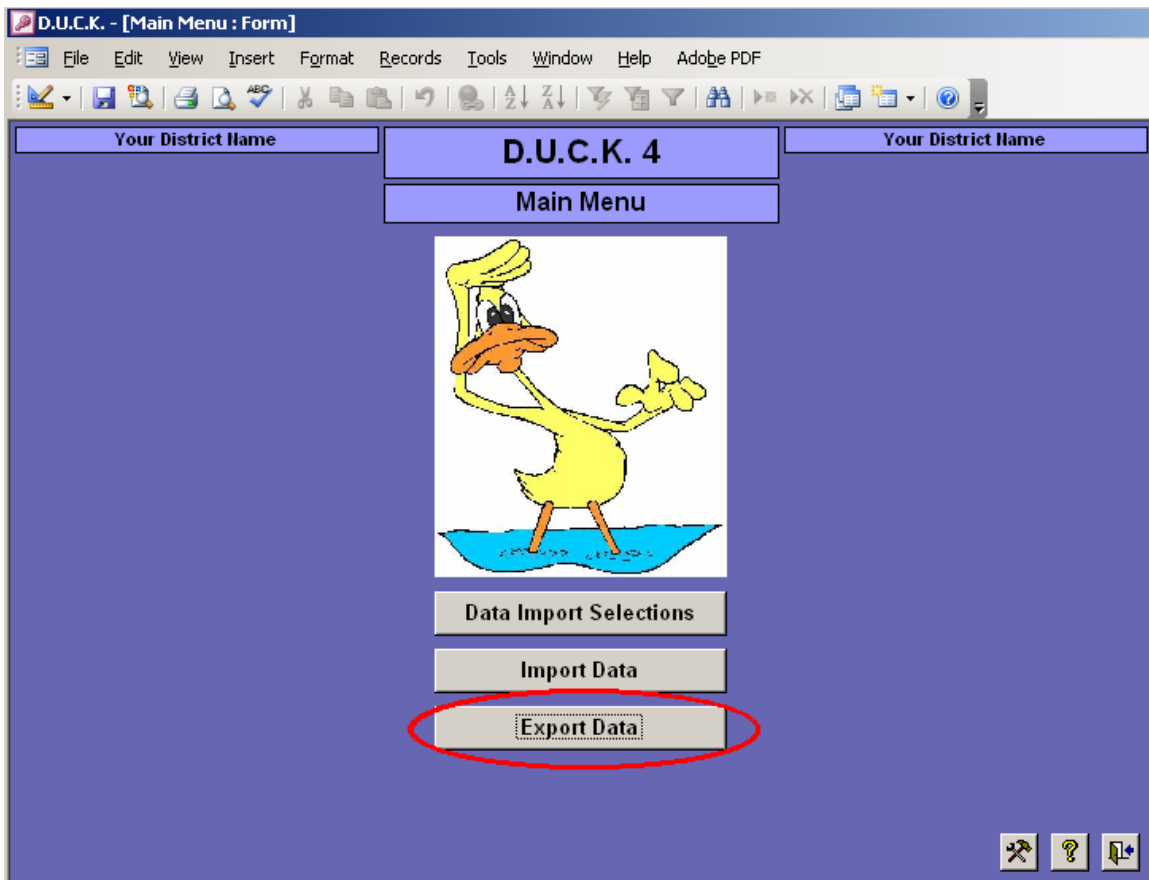 D.U.C.K. - [Main Menu : Form]
File Edit View Insert Format Records Tools Window Help Adobe PDF
Your District Name
D.U.C.K. 4
Your District Name
Main Menu
Data Import Selections
Import Data
Export Data